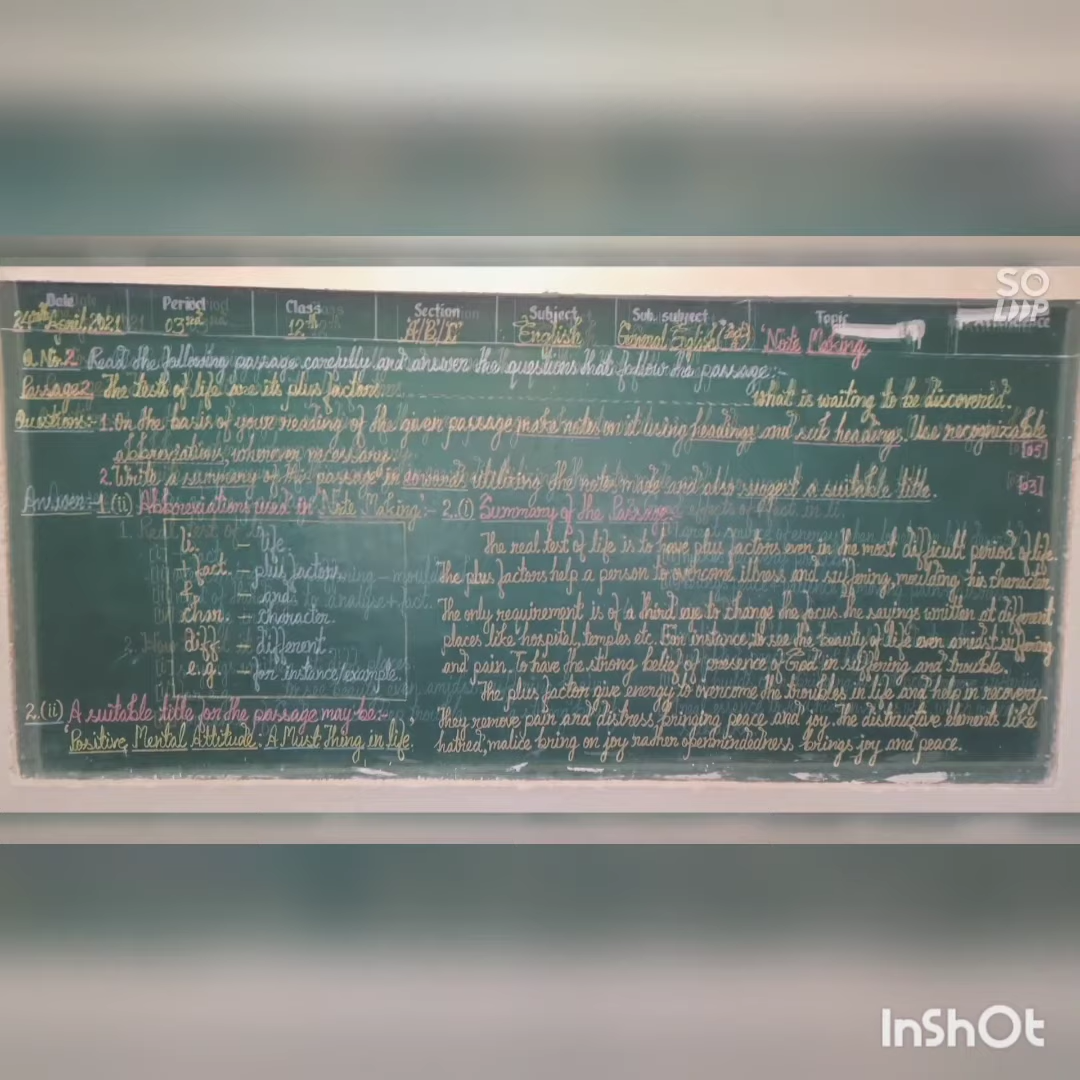 SO LOOP
Date Period Class Section Subject Sub. subject Topic
April, 2021 03rd 12th A/B/C English General English 'Note Making
Q. No. 2. Read the following passage carefully and answer the questions that follow the passage:-
Passage 2. The tests of life are its plus factors. what is waiting to be discovered.
Questions:- 1. On the basis of your reading of the given passage make notes on it using headings and sub heading. Use recognizable
abbreviations, wherever necessary. [05]
2. Write a summary of the passage in words utilizing the notes made and also suggest a suitable title. [03]
Answer:- 1.(ii) Abbreviations used in 'Note Making':-
li. - life
+ fact. - plus factors
& - and
char. - character.
diff. - different.
e.g. - for instance/example.
2.(ii) A suitable title for the passage may be:-
'Positive Mental Attitude: A Must Thing in life.'
2.(i) Summary of the Passage
The real test of life is to have plus factors even in the most difficult period of life.
The plus factors help a person to overcome illness and suffering, moulding his character.
The only requirement is of a third eye to change the focus. the sayings written at different
places like hospital, temples etc. For instance, to see the beauty of life even amidst suffering
and pain. To have the strong belief of presence of God in suffering and trouble.
The plus factor give energy to overcome the troubles in life and help in recovery.
They remove pain and distress, bringing peace and joy. The distructive elements like
hatred, malice bring on joy rather openmindedness brings joy and peace.
InShOt